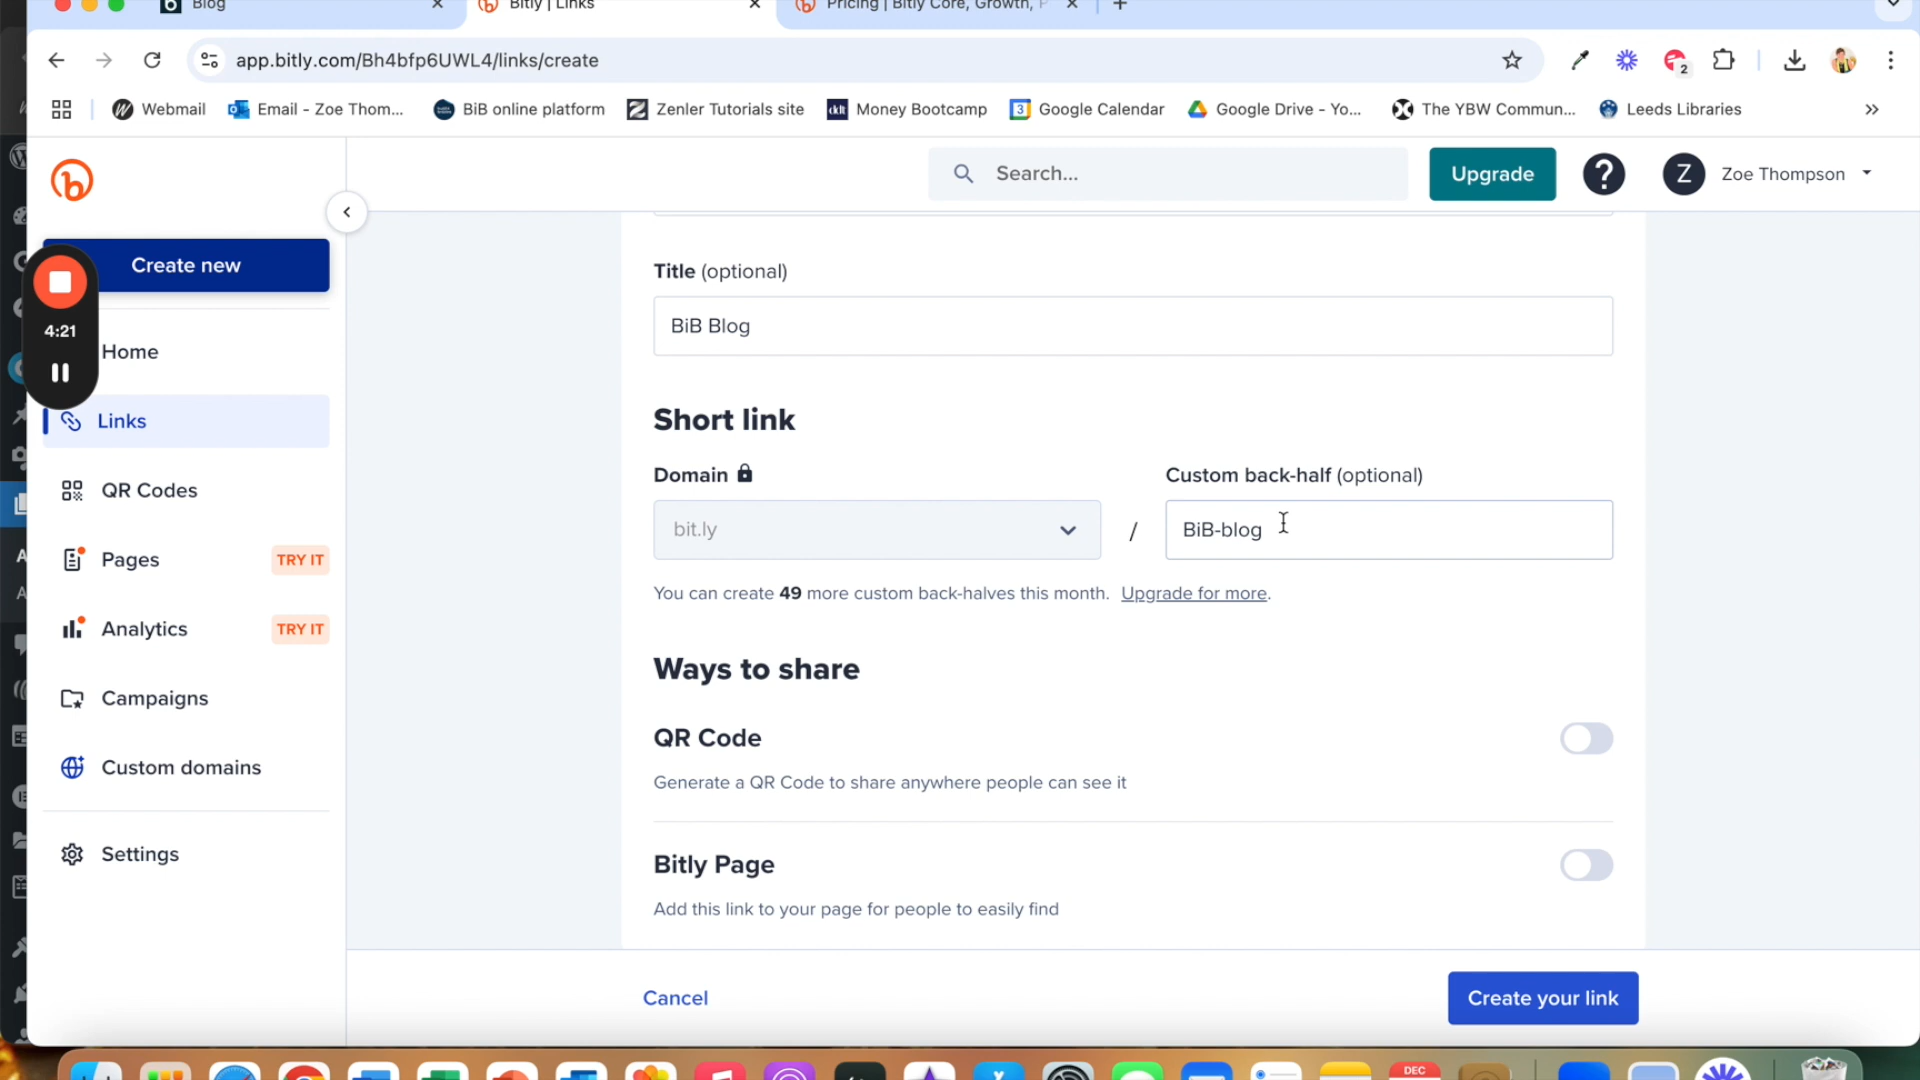 Blog
Bitly | Links
Pricing | Bitly Core, Growth, P
app.bitly.com/Bh4bfp6UWL4/links/create
2
Webmail
Email - Zoe Thom...
BiB online platform
Zenler Tutorials site
Money Bootcamp
3
Google Calendar
Google Drive - Yo...
The YBW Commun...
Leeds Libraries
Search...
Upgrade
Z
Zoe Thompson
Create new
4:21
Home
Links
QR Codes
Pages
TRY IT
Analytics
TRY IT
Campaigns
Custom domains
Settings
Title (optional)
BiB Blog
Short link
Domain
Custom back-half (optional)
bit.ly
/
BiB-blog
You can create 49 more custom back-halves this month. Upgrade for more.
Ways to share
QR Code
Generate a QR Code to share anywhere people can see it
Bitly Page
Add this link to your page for people to easily find
Cancel
Create your link
DEC